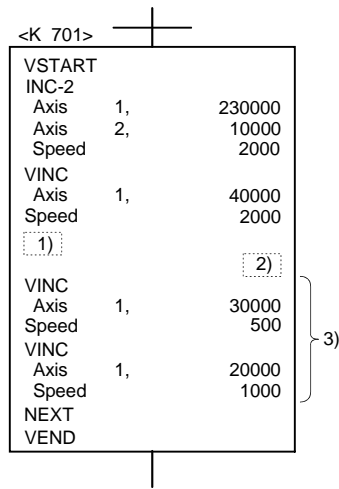 <K 701>
VSTART
INC-2
Axis 1, 230000
Axis 2, 10000
Speed 2000
VINC
Axis 1, 40000
Speed 2000
1)
2)
VINC
Axis 1, 30000
Speed 500
3)
VINC
Axis 1, 20000
Speed 1000
NEXT
VEND